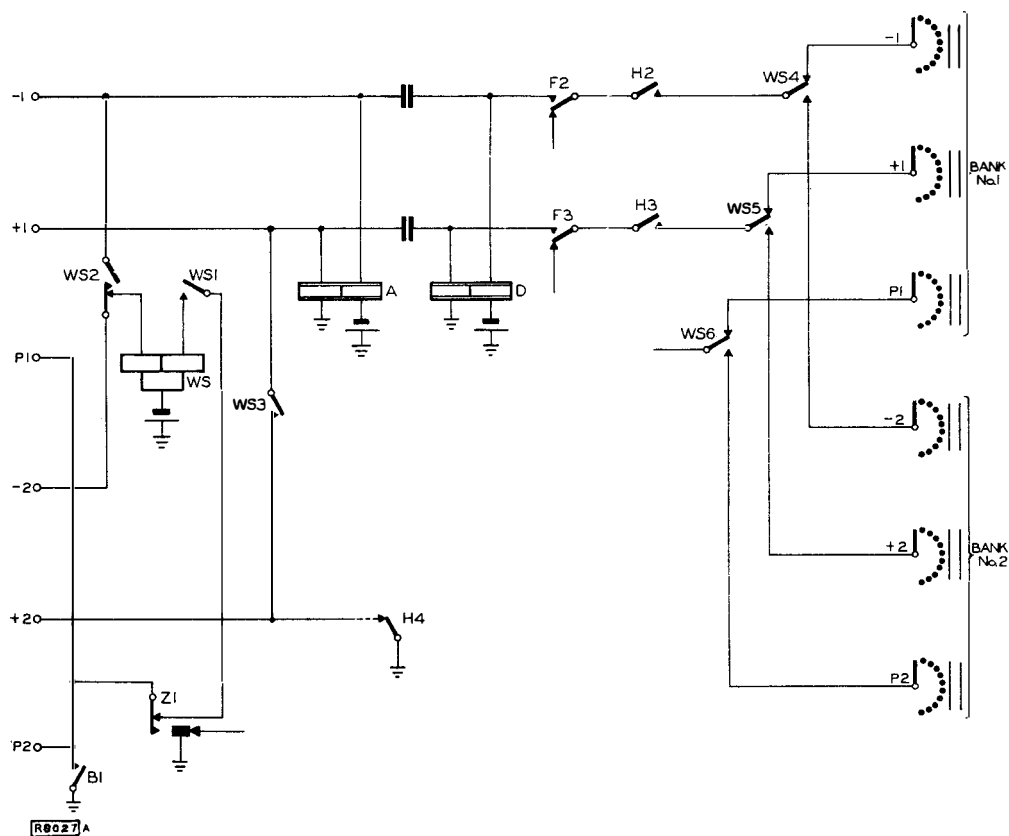 -1
F2
H2
WS4
-1
+1
F3
H3
WS5
+1
BANK
No.1
WS2
WS1
A
D
P1
P1
WS
WS3
WS6
-2
-2
+2
BANK
No.2
+2
H4
Z1
P2
P2
B1
R8027 A